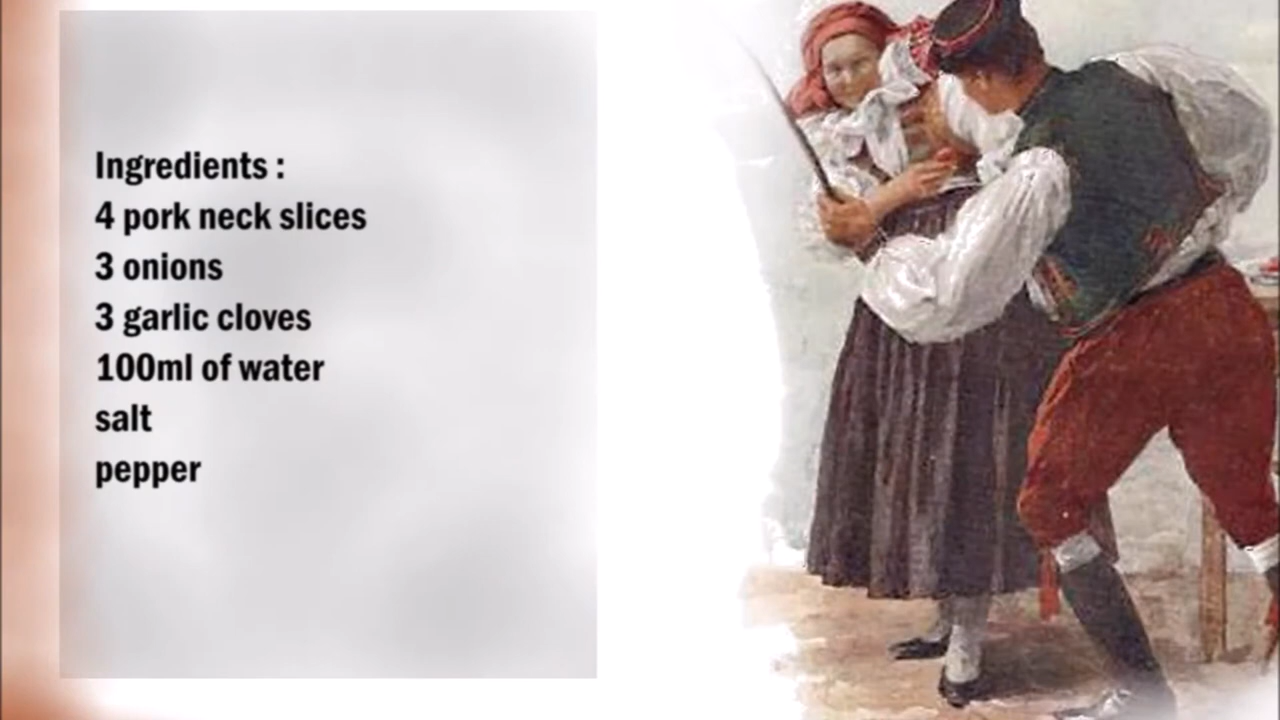 Ingredients :
4 pork neck slices
3 onions
3 garlic cloves
100ml of water
salt
pepper